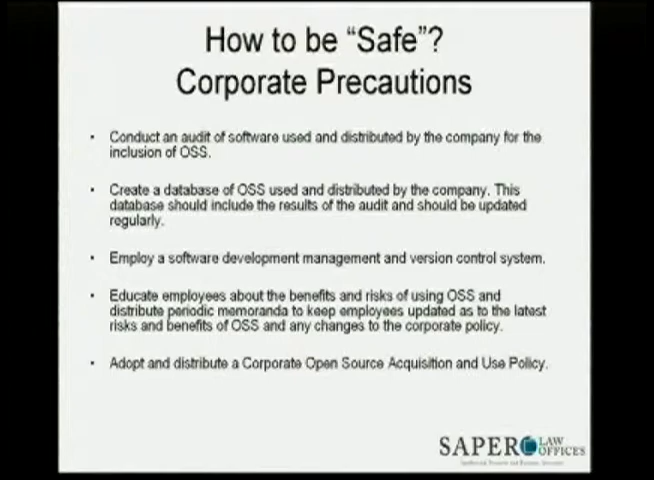 How to be “Safe”?
Corporate Precautions
• Conduct an audit of software used and distributed by the company for the
inclusion of OSS.
• Create a database of OSS used and distributed by the company. This
database should include the results of the audit and should be updated
regularly.
• Employ a software development management and version control system.
• Educate employees about the benefits and risks of using OSS and
distribute periodic memoranda to keep employees updated as to the latest
risks and benefits of OSS and any changes to the corporate policy.
• Adopt and distribute a Corporate Open Source Acquisition and Use Policy.
SAPER LAW
OFFICES